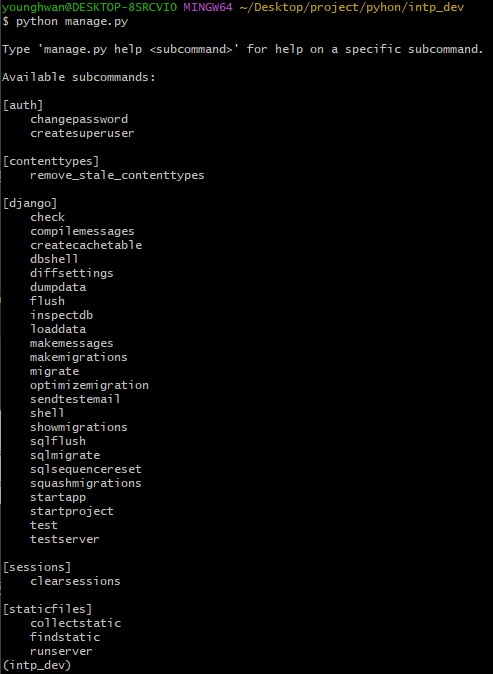 younghwan@DESKTOP-8SRCVIO MINGW64 ~/Desktop/project/pyhon/intp_dev
$ python manage.py

Type 'manage.py help <subcommand>' for help on a specific subcommand.

Available subcommands:

[auth]
    changepassword
    createsuperuser

[contenttypes]
    remove_stale_contenttypes

[django]
    check
    compilemessages
    createcachetable
    dbshell
    diffsettings
    dumpdata
    flush
    inspectdb
    loaddata
    makemessages
    makemigrations
    migrate
    optimizemigration
    sendtestemail
    shell
    showmigrations
    sqlflush
    sqlmigrate
    sqlsequencereset
    squashmigrations
    startapp
    startproject
    test
    testserver

[sessions]
    clearsessions

[staticfiles]
    collectstatic
    findstatic
    runserver
(intp_dev)